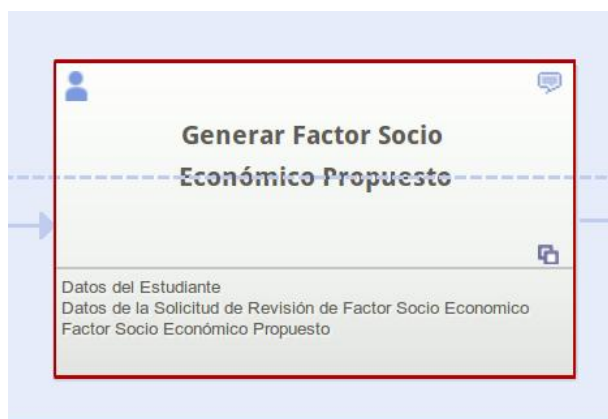 Generar Factor Socio
Económico Propuesto
Datos del Estudiante
Datos de la Solicitud de Revisión de Factor Socio Economico
Factor Socio Económico Propuesto